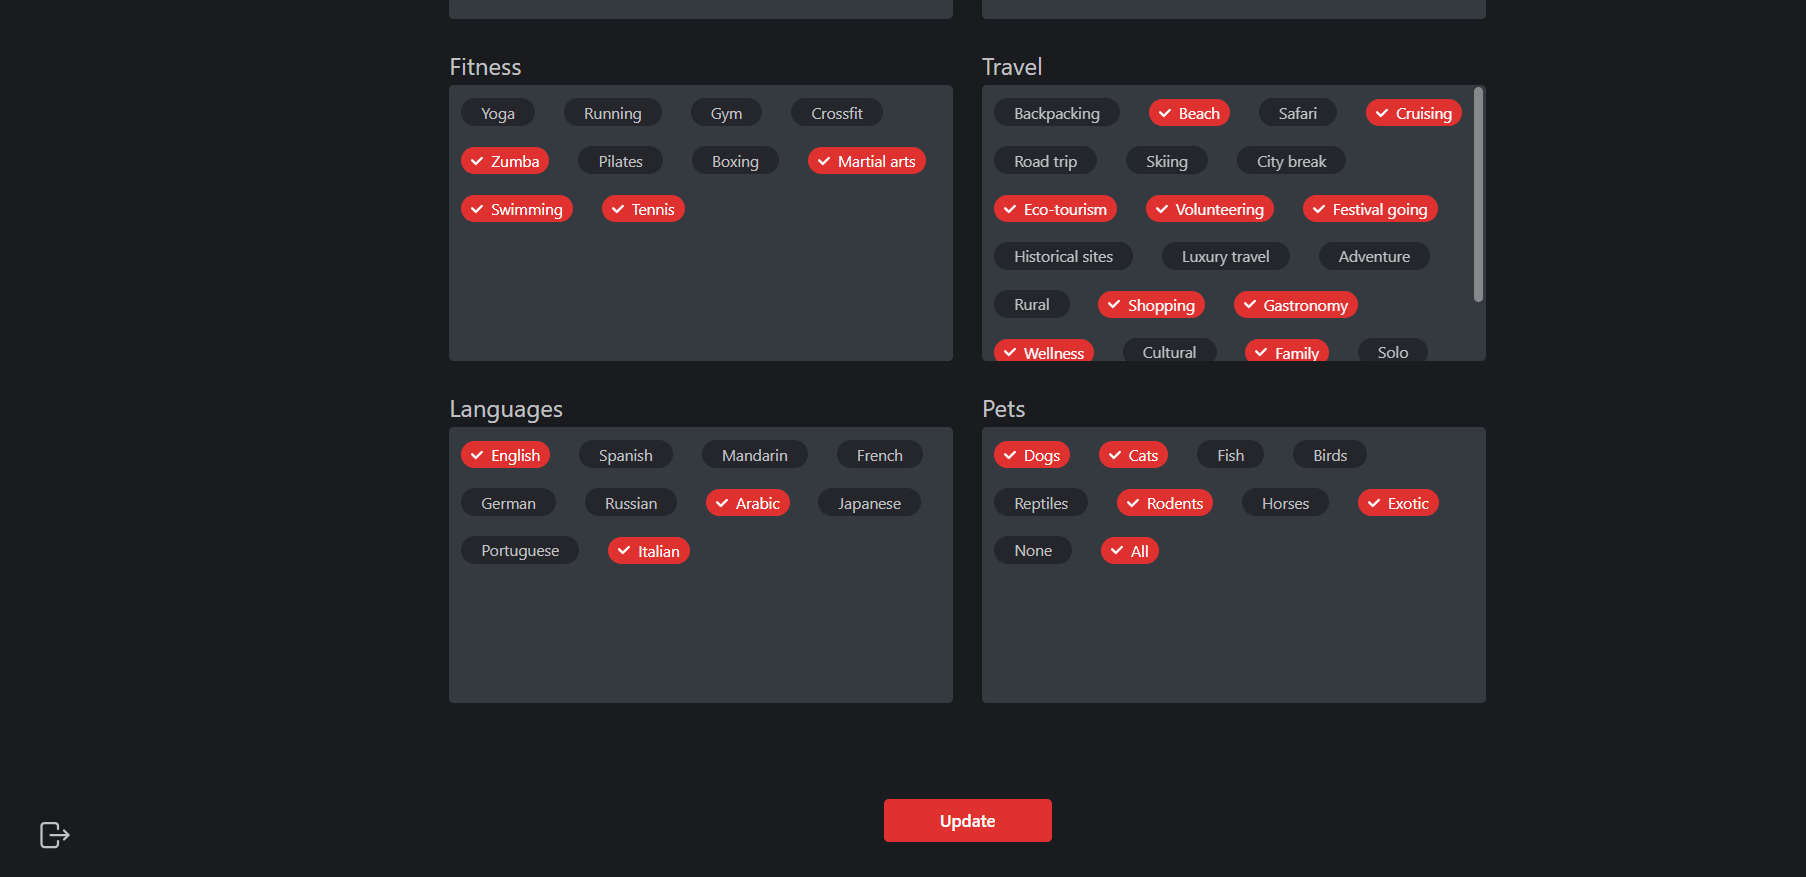 Fitness
Yoga Running Gym Crossfit
Zumba Pilates Boxing Martial arts
Swimming Tennis
Travel
Backpacking Beach Safari Cruising
Road trip Skiing City break
Eco-tourism Volunteering Festival going
Historical sites Luxury travel Adventure
Rural Shopping Gastronomy
Wellness Cultural Family Solo
Languages
English Spanish Mandarin French
German Russian Arabic Japanese
Portuguese Italian
Pets
Dogs Cats Fish Birds
Reptiles Rodents Horses Exotic
None All
Update